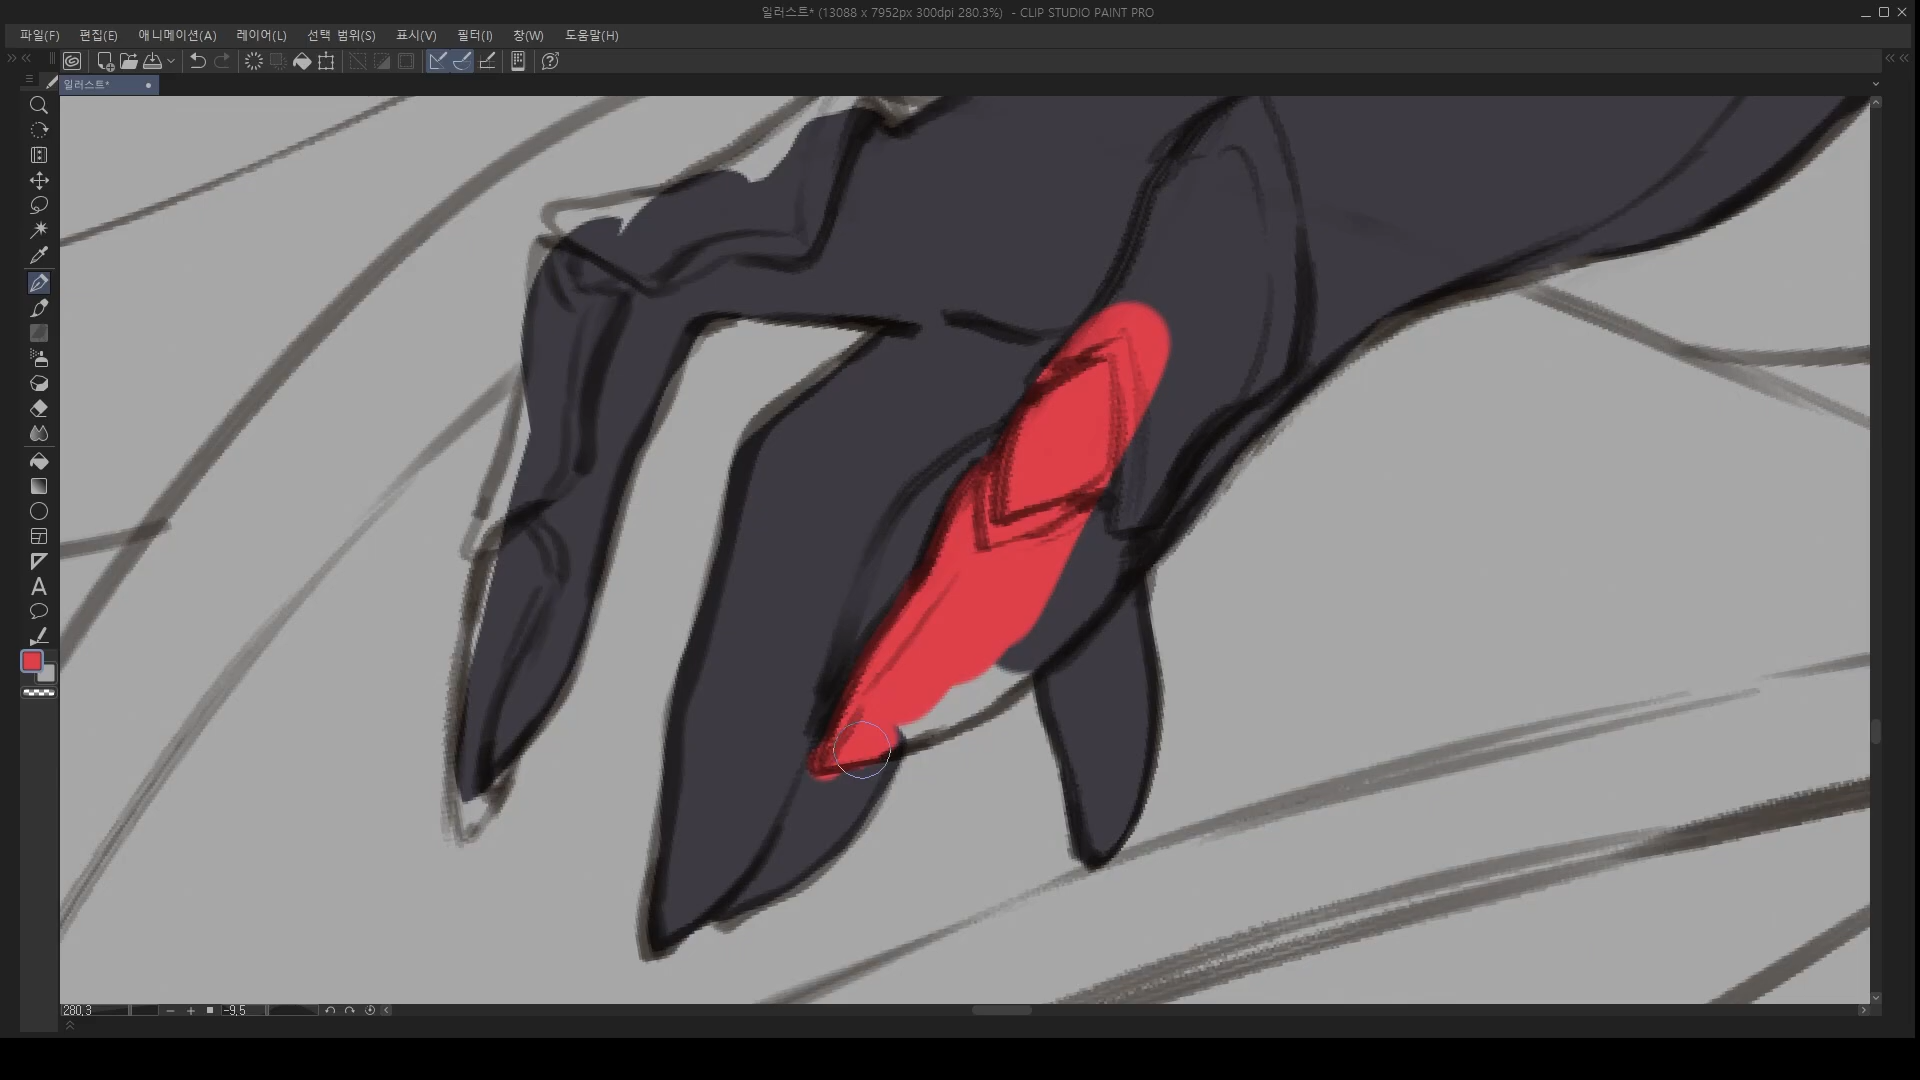 일러스트* (13088 x 7952px 300dpi 280.3%) - CLIP STUDIO PAINT PRO
파일(F) 편집(E) 애니메이션(A) 레이어(L) 선택 범위(S) 표시(V) 필터(I) 창(W) 도움말(H)
일러스트*
280.3
-9.5